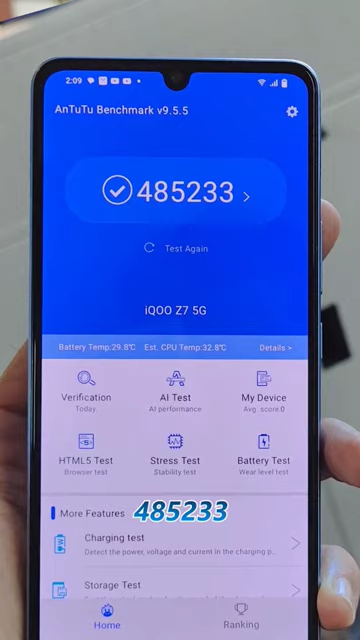 2:09
AnTuTu Benchmark v9.5.5
485233 >
Test Again
iQOO Z7 5G
Battery Temp:29.8℃ Est. CPU Temp:32.8℃ Details >
Verification AI Test My Device
Today. AI performance Avg. score.0
HTML5 Test Stress Test Battery Test
Browser test Stability test Wear level test
More Features
485233
Charging test
Detect the power, voltage and current in the charging p...
Storage Test
Home Ranking